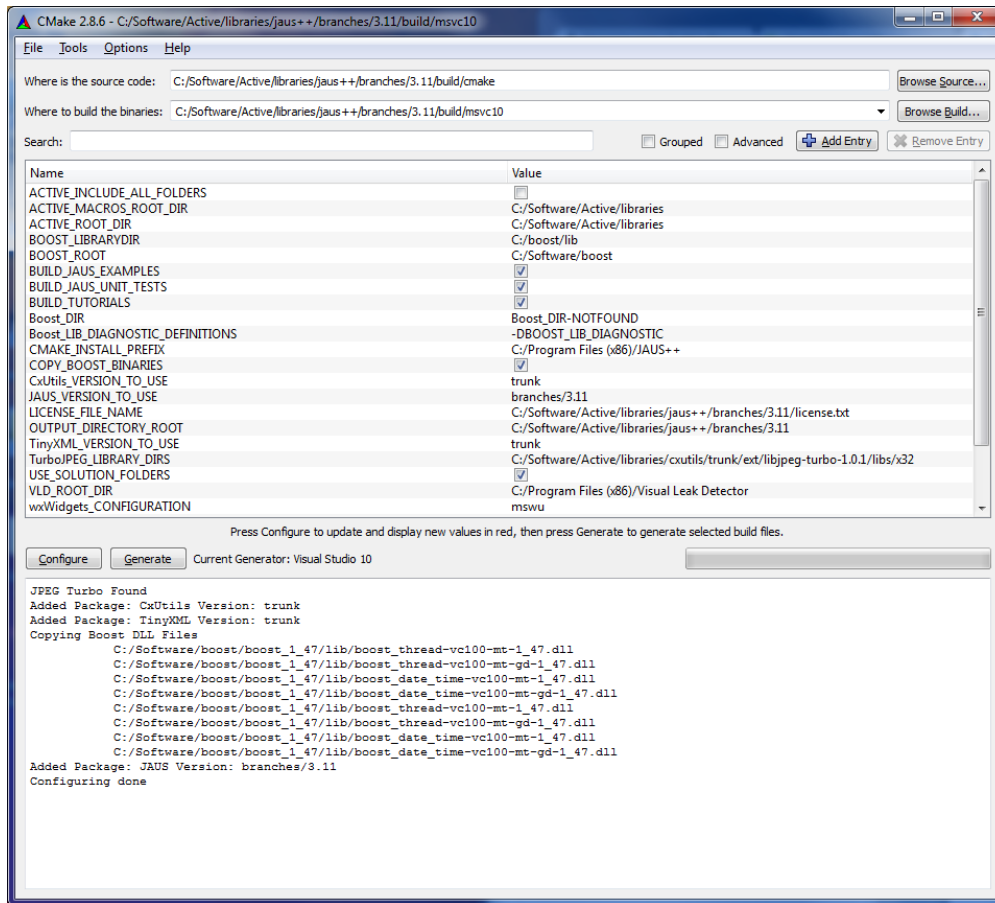 CMake 2.8.6 - C:/Software/Active/libraries/jaus++/branches/3.11/build/msvc10
File Tools Options Help
Where is the source code: C:/Software/Active/libraries/jaus++/branches/3.11/build/cmake Browse Source...
Where to build the binaries: C:/Software/Active/libraries/jaus++/branches/3.11/build/msvc10 Browse Build...
Search: Grouped Advanced Add Entry Remove Entry
Name Value
ACTIVE_INCLUDE_ALL_FOLDERS
ACTIVE_MACROS_ROOT_DIR C:/Software/Active/libraries
ACTIVE_ROOT_DIR C:/Software/Active/libraries
BOOST_LIBRARYDIR C:/boost/lib
BOOST_ROOT C:/Software/boost
BUILD_JAUS_EXAMPLES
BUILD_JAUS_UNIT_TESTS
BUILD_TUTORIALS
Boost_DIR Boost_DIR-NOTFOUND
Boost_LIB_DIAGNOSTIC_DEFINITIONS -DBOOST_LIB_DIAGNOSTIC
CMAKE_INSTALL_PREFIX C:/Program Files (x86)/JAUS++
COPY_BOOST_BINARIES
CxUtils_VERSION_TO_USE trunk
JAUS_VERSION_TO_USE branches/3.11
LICENSE_FILE_NAME C:/Software/Active/libraries/jaus++/branches/3.11/license.txt
OUTPUT_DIRECTORY_ROOT C:/Software/Active/libraries/jaus++/branches/3.11
TinyXML_VERSION_TO_USE trunk
TurboJPEG_LIBRARY_DIRS C:/Software/Active/libraries/cxutils/trunk/ext/libjpeg-turbo-1.0.1/libs/x32
USE_SOLUTION_FOLDERS
VLD_ROOT_DIR C:/Program Files (x86)/Visual Leak Detector
wxWidgets_CONFIGURATION mswu
Press Configure to update and display new values in red, then press Generate to generate selected build files.
Configure Generate Current Generator: Visual Studio 10
JPEG Turbo Found
Added Package: CxUtils Version: trunk
Added Package: TinyXML Version: trunk
Copying Boost DLL Files
C:/Software/boost/boost_1_47/lib/boost_thread-vc100-mt-1_47.dll
C:/Software/boost/boost_1_47/lib/boost_thread-vc100-mt-gd-1_47.dll
C:/Software/boost/boost_1_47/lib/boost_date_time-vc100-mt-1_47.dll
C:/Software/boost/boost_1_47/lib/boost_date_time-vc100-mt-gd-1_47.dll
C:/Software/boost/boost_1_47/lib/boost_thread-vc100-mt-1_47.dll
C:/Software/boost/boost_1_47/lib/boost_thread-vc100-mt-gd-1_47.dll
C:/Software/boost/boost_1_47/lib/boost_date_time-vc100-mt-1_47.dll
C:/Software/boost/boost_1_47/lib/boost_date_time-vc100-mt-gd-1_47.dll
Added Package: JAUS Version: branches/3.11
Configuring done